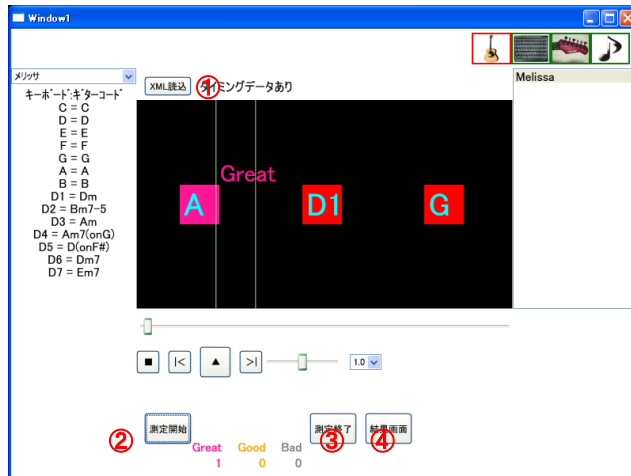 Window1
メリッサ
XML読込
①
タイミングデータあり
Melissa
キーボード:ギターコード
C = C
D = D
E = E
F = F
G = G
A = A
B = B
D1 = Dm
D2 = Bm7-5
D3 = Am
D4 = Am7(onG)
D5 = D(onF#)
D6 = Dm7
D7 = Em7
Great
A
D1
G
■ |< ▲ >| 1.0
②
測定開始
測定終了
③
結果画面
④
Great Good Bad
1 0 0